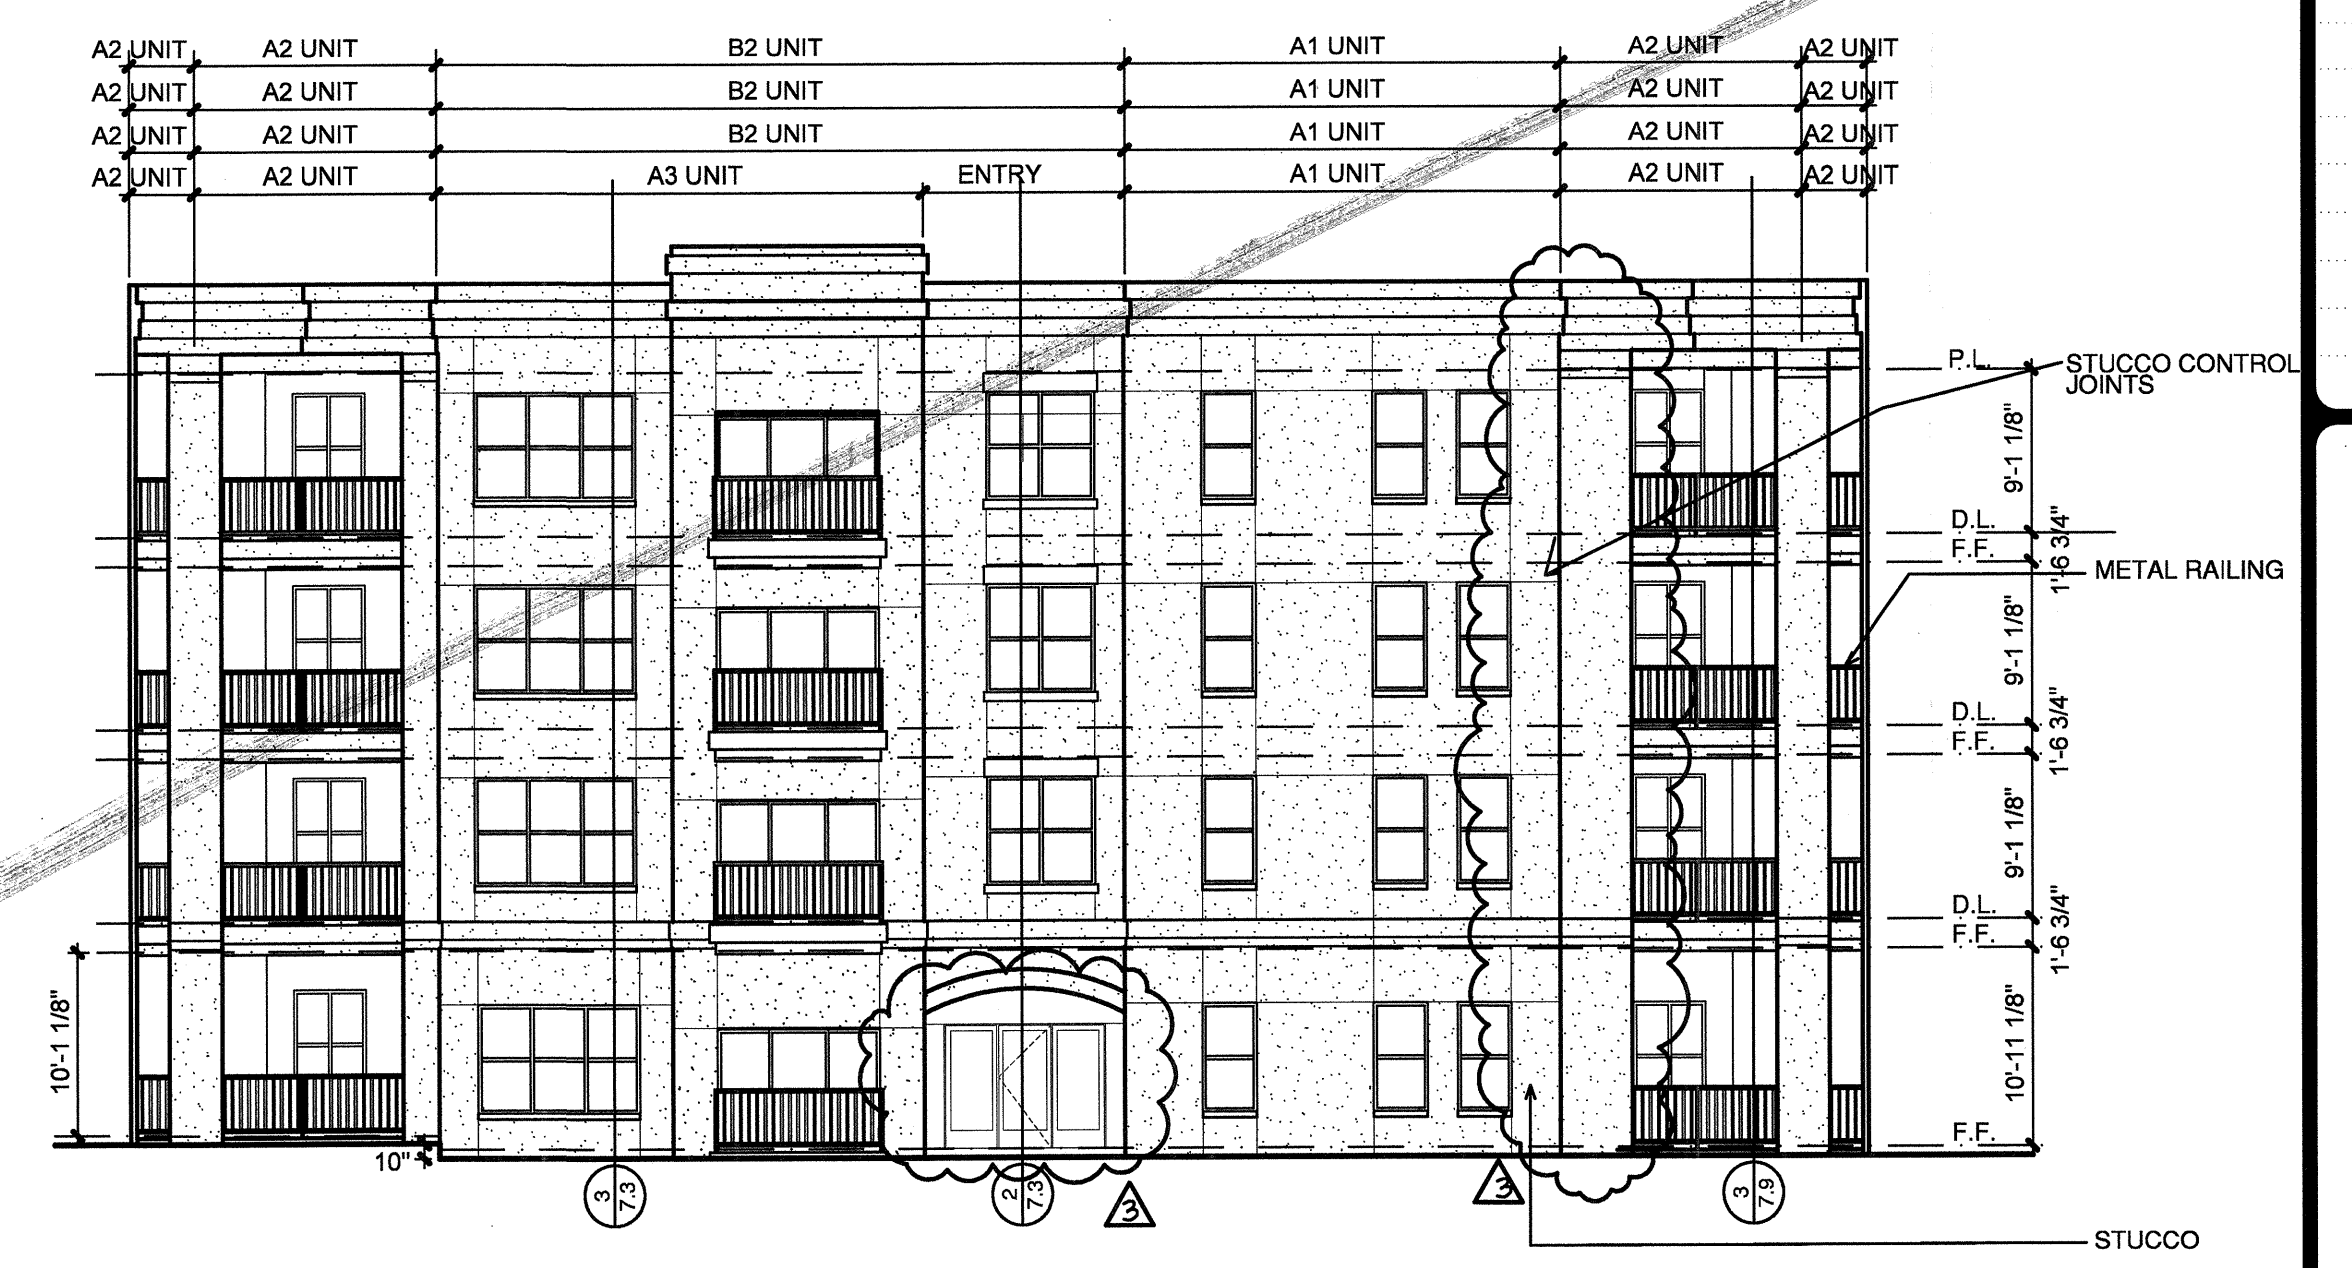 A2 UNIT A2 UNIT B2 UNIT A1 UNIT A2 UNIT A2 UNIT
A2 UNIT A2 UNIT B2 UNIT A1 UNIT A2 UNIT A2 UNIT
A2 UNIT A2 UNIT B2 UNIT A1 UNIT A2 UNIT A2 UNIT
A2 UNIT A2 UNIT A3 UNIT ENTRY A1 UNIT A2 UNIT A2 UNIT
P.L.
STUCCO CONTROL
JOINTS
9'-1 1/8"
D.L.
F.F.
1'-6 3/4"
METAL RAILING
9'-1 1/8"
D.L.
F.F.
1'-6 3/4"
9'-1 1/8"
D.L.
F.F.
1'-6 3/4"
10'-1 1/8"
10'-11 1/8"
F.F.
10"
3
7.3
2
7.3
3
3
3
7.9
STUCCO